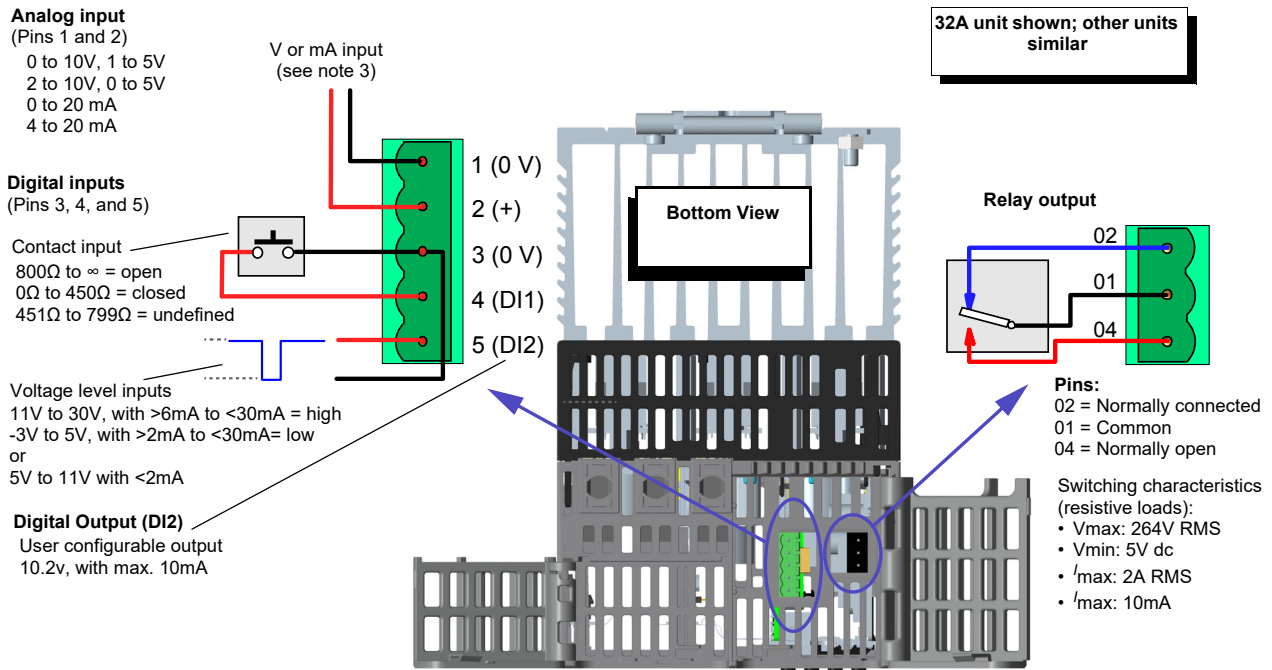 Analog input
(Pins 1 and 2)
0 to 10V, 1 to 5V
2 to 10V, 0 to 5V
0 to 20 mA
4 to 20 mA
V or mA input
(see note 3)
32A unit shown; other units
similar
1 (0 V)
2 (+)
3 (0 V)
4 (DI1)
5 (DI2)
Digital inputs
(Pins 3, 4, and 5)
Contact input
800Ω to ∞ = open
0Ω to 450Ω = closed
451Ω to 799Ω = undefined
Voltage level inputs
11V to 30V, with >6mA to <30mA = high
-3V to 5V, with >2mA to <30mA= low
or
5V to 11V with <2mA
Digital Output (DI2)
User configurable output
10.2v, with max. 10mA
Bottom View
Relay output
02
01
04
Pins:
02 = Normally connected
01 = Common
04 = Normally open
Switching characteristics
(resistive loads):
• Vmax: 264V RMS
• Vmin: 5V dc
• Imax: 2A RMS
• Imax: 10mA